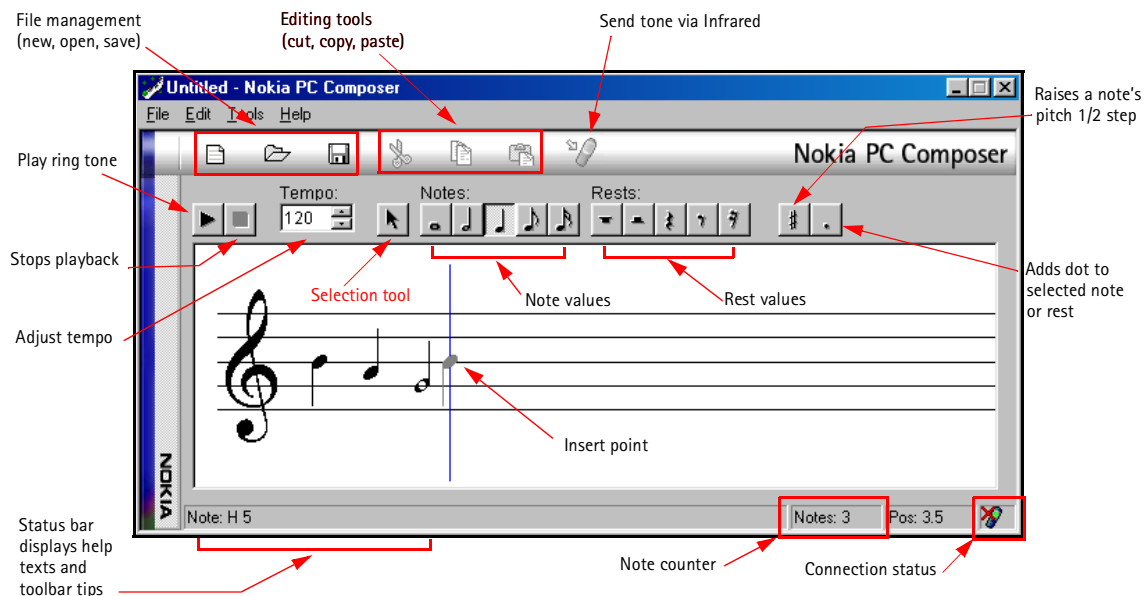 File management
(new, open, save)
Editing tools
(cut, copy, paste)
Send tone via Infrared
Raises a note's
pitch 1/2 step
Untitled - Nokia PC Composer
File Edit Tools Help
Nokia PC Composer
Play ring tone
Tempo:
Notes:
Rests:
120
Stops playback
Selection tool
Note values
Rest values
Adds dot to
selected note
or rest
Adjust tempo
Insert point
NOKIA
Note: H 5
Notes: 3
Pos: 3.5
Status bar
displays help
texts and
toolbar tips
Note counter
Connection status